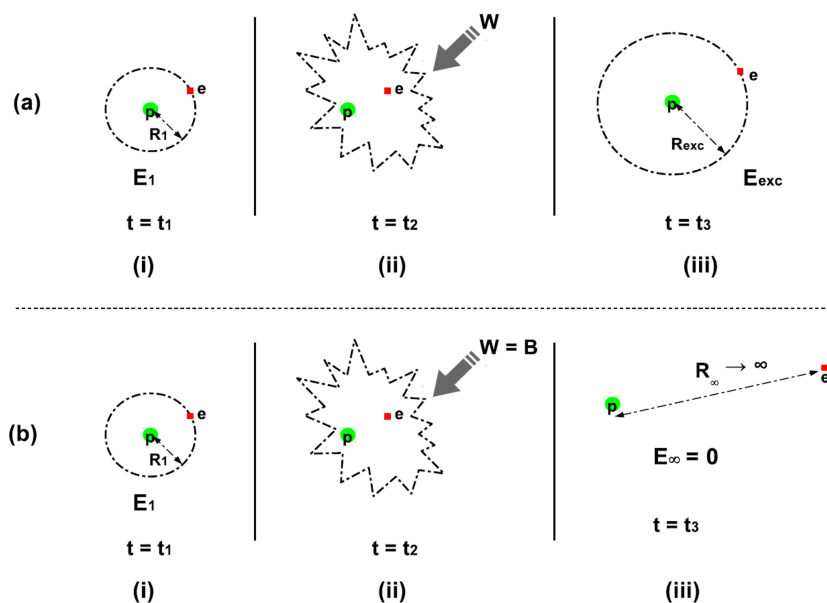 (a)
p
e
R1
E1
t = t1
(i)
W
p
e
t = t2
(ii)
p
e
Rexc
Eexc
t = t3
(iii)
(b)
p
e
R1
E1
t = t1
(i)
W = B
p
e
t = t2
(ii)
p
e
R∞ → ∞
E∞ = 0
t = t3
(iii)